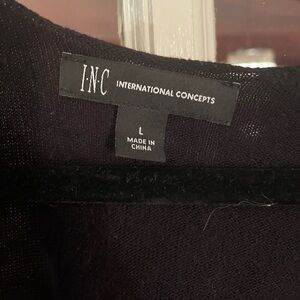 I·N·C INTERNATIONAL CONCEPTS
L
MADE IN
CHINA